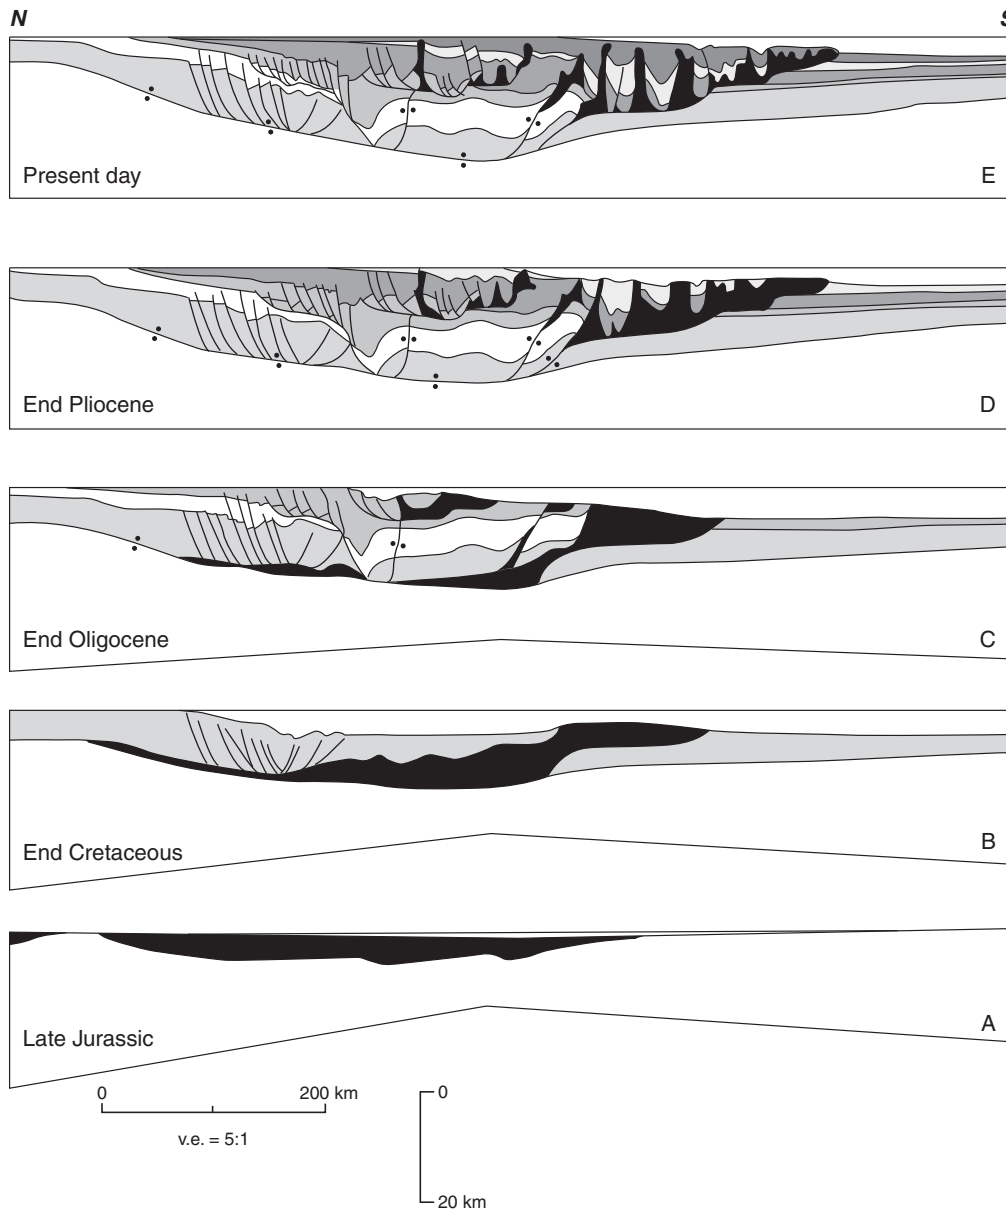 N S
Present day E
End Pliocene D
End Oligocene C
End Cretaceous B
Late Jurassic A
0 200 km 0
v.e. = 5:1
20 km